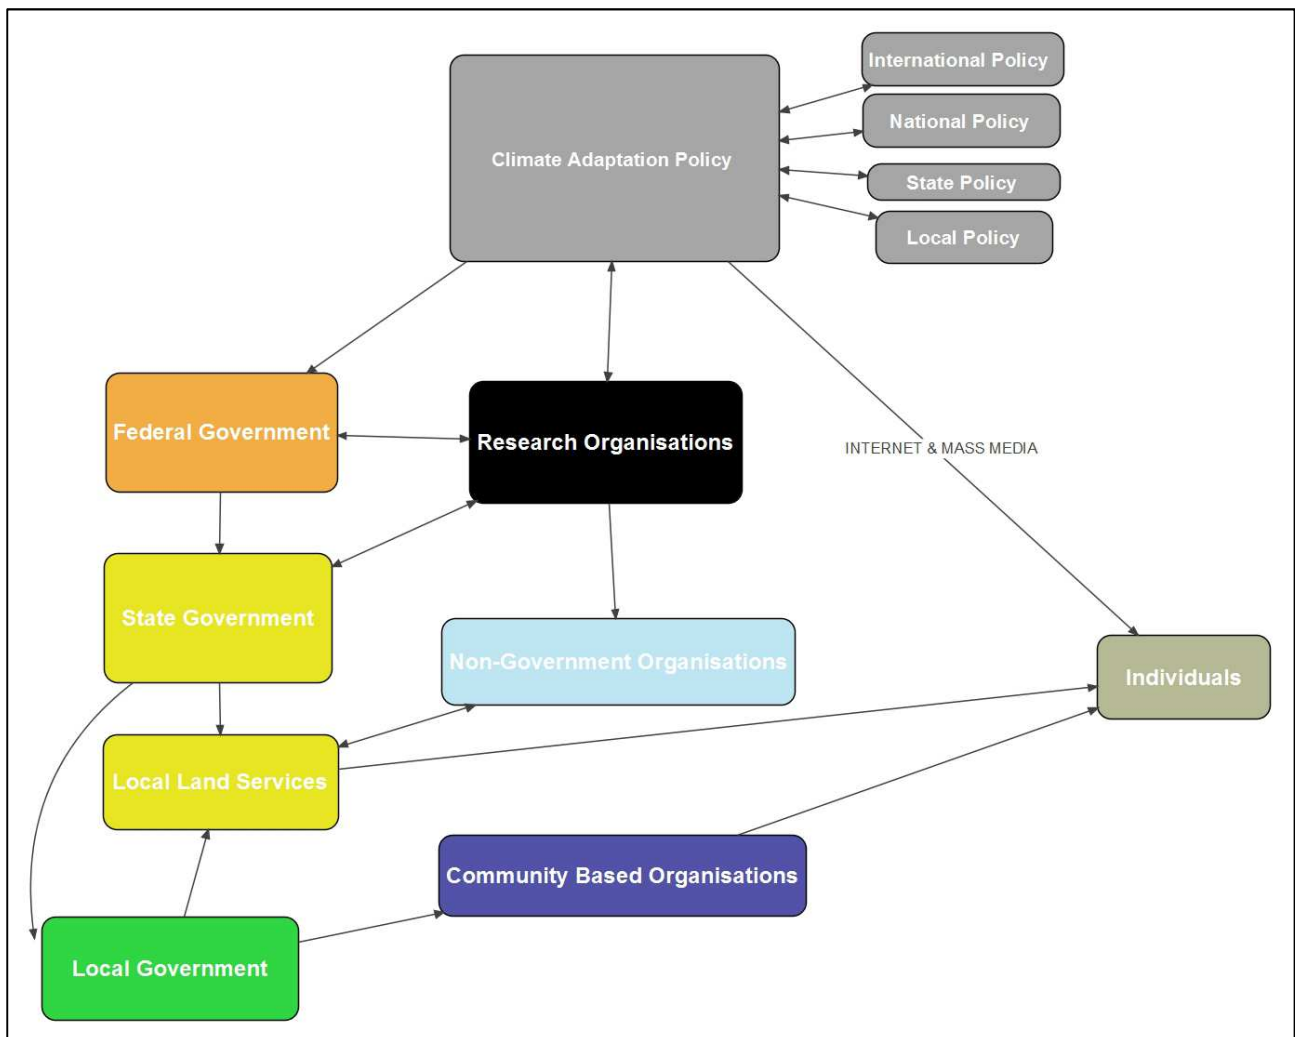 International Policy
National Policy
Climate Adaptation Policy
State Policy
Local Policy
Federal Government
Research Organisations
INTERNET & MASS MEDIA
State Government
Non-Government Organisations
Individuals
Local Land Services
Community Based Organisations
Local Government